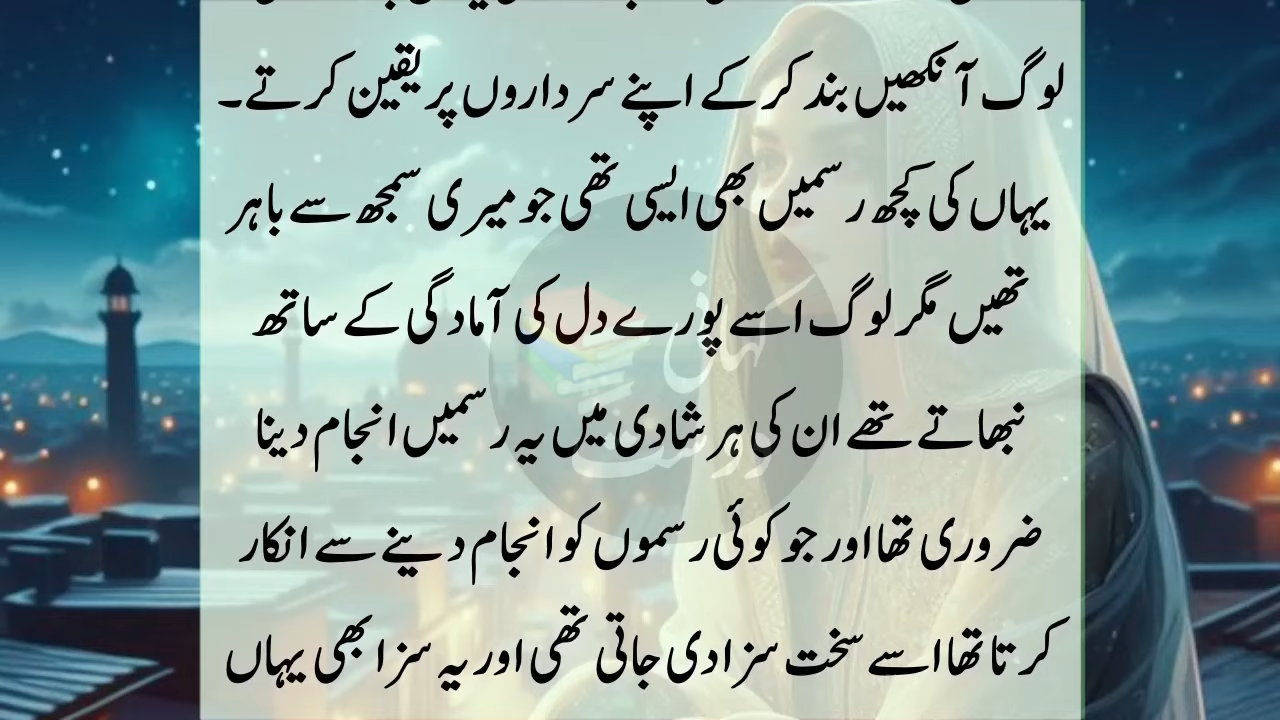 لوگ آنکھیں بند کر کے اپنے سرداروں پر یقین کرتے۔
یہاں کی کچھ رسمیں بھی ایسی تھی جو میری سمجھ سے باہر
تھیں مگر لوگ اسے پورے دل کی آمادگی کے ساتھ
نبھاتے تھے ان کی ہر شادی میں یہ رسمیں انجام دینا
ضروری تھا اور جو کوئی رسموں کو انجام دینے سے انکار
کرتا تھا اسے سخت سزا دی جاتی تھی اور یہ سزا بھی یہاں
کہانی